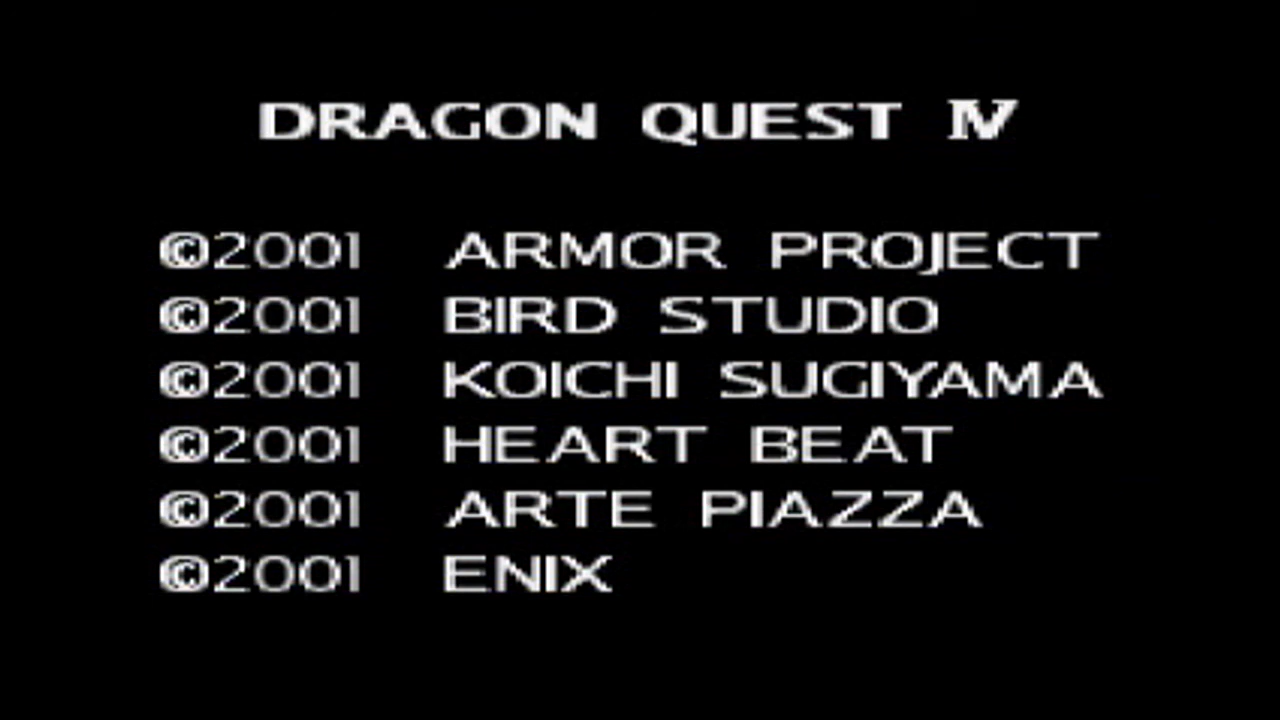 DRAGON QUEST IV
©2001 ARMOR PROJECT
©2001 BIRD STUDIO
©2001 KOICHI SUGIYAMA
©2001 HEART BEAT
©2001 ARTE PIAZZA
©2001 ENIX